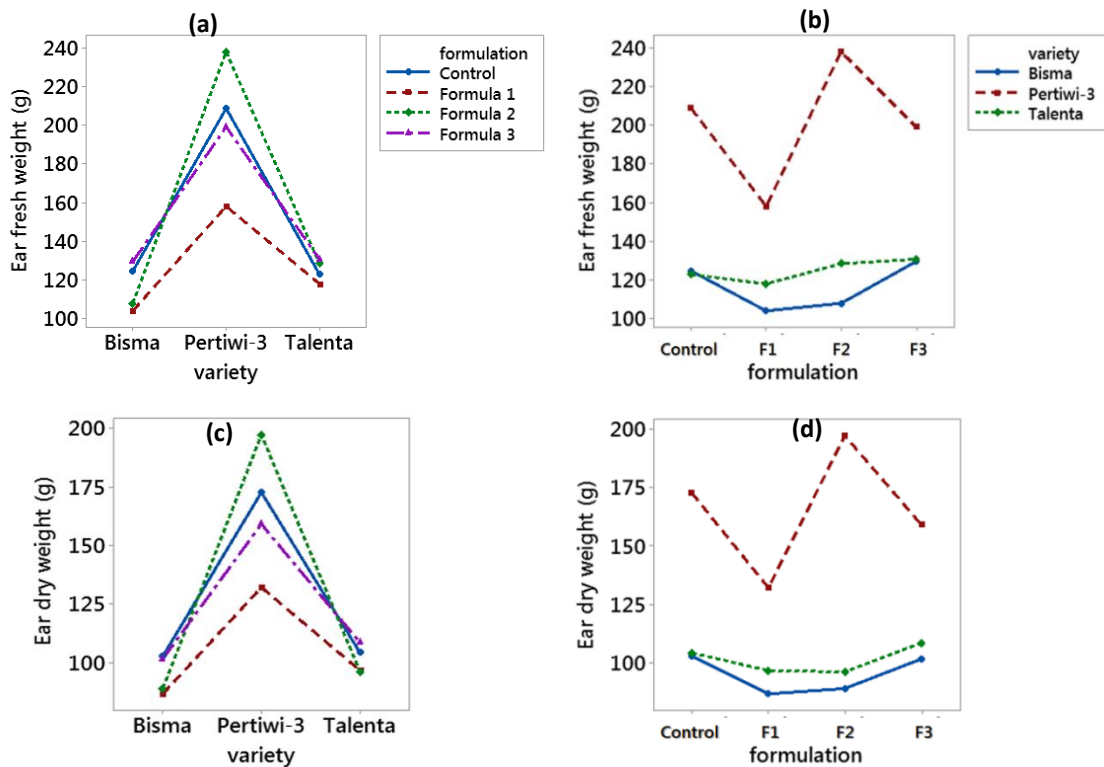 (a)
Ear fresh weight (g)
240
220
200
180
160
140
120
100
Bisma Pertiwi-3 Talenta
variety
formulation
Control
Formula 1
Formula 2
Formula 3
(b)
Ear fresh weight (g)
240
220
200
180
160
140
130
100
Control F1 F2 F3
formulation
variety
Bisma
Pertiwi-3
Talenta
(c)
Ear dry weight (g)
200
175
150
125
100
Bisma Pertiwi-3 Talenta
variety
(d)
Ear dry weight (g)
200
175
150
125
100
Control F1 F2 F3
formulation